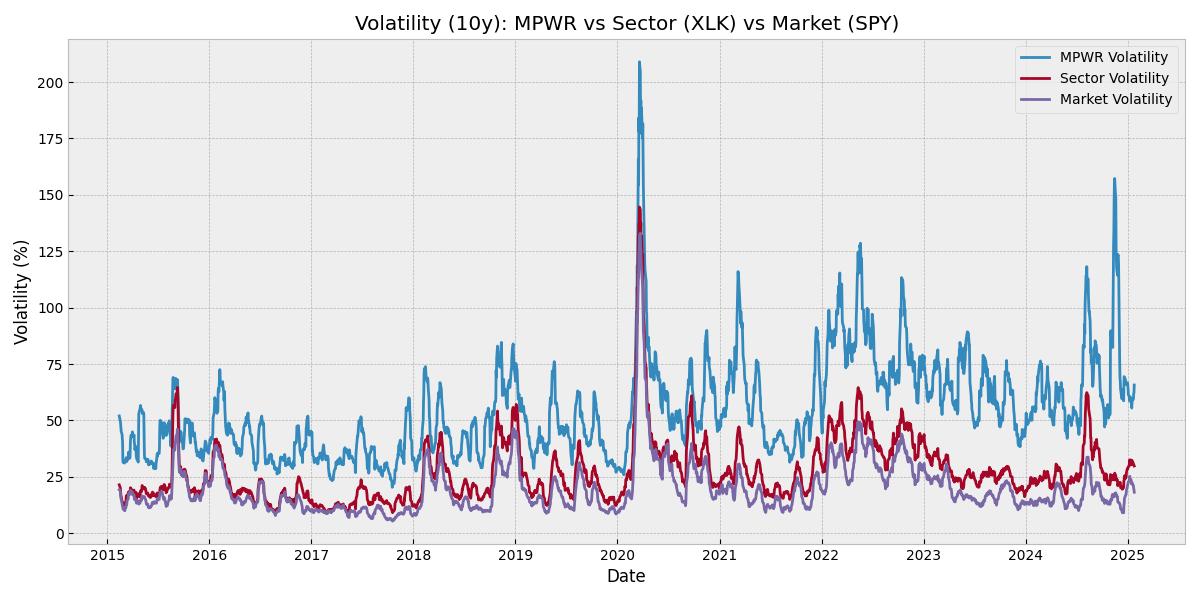 Volatility (10y): MPWR vs Sector (XLK) vs Market (SPY)
MPWR Volatility
Sector Volatility
Market Volatility
Volatility (%)
200
175
150
125
100
75
50
25
0
2015 2016 2017 2018 2019 2020 2021 2022 2023 2024 2025
Date